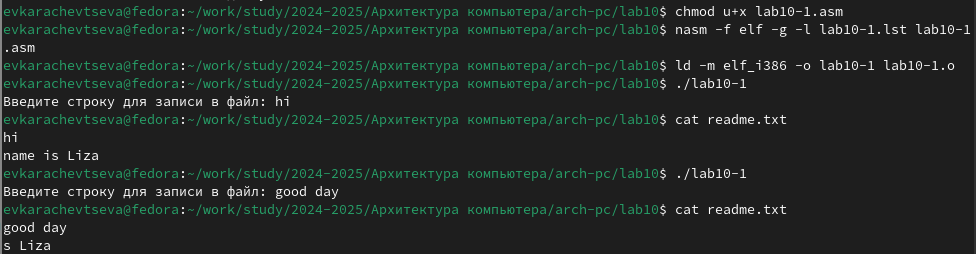 evkarachevtseva@fedora:~/work/study/2024-2025/Архитектура компьютера/arch-pc/lab10$ chmod u+x lab10-1.asm
evkarachevtseva@fedora:~/work/study/2024-2025/Архитектура компьютера/arch-pc/lab10$ nasm -f elf -g -l lab10-1.lst lab10-1
.asm
evkarachevtseva@fedora:~/work/study/2024-2025/Архитектура компьютера/arch-pc/lab10$ ld -m elf_i386 -o lab10-1 lab10-1.o
evkarachevtseva@fedora:~/work/study/2024-2025/Архитектура компьютера/arch-pc/lab10$ ./lab10-1
Введите строку для записи в файл: hi
evkarachevtseva@fedora:~/work/study/2024-2025/Архитектура компьютера/arch-pc/lab10$ cat readme.txt
hi
name is Liza
evkarachevtseva@fedora:~/work/study/2024-2025/Архитектура компьютера/arch-pc/lab10$ ./lab10-1
Введите строку для записи в файл: good day
evkarachevtseva@fedora:~/work/study/2024-2025/Архитектура компьютера/arch-pc/lab10$ cat readme.txt
good day
s Liza